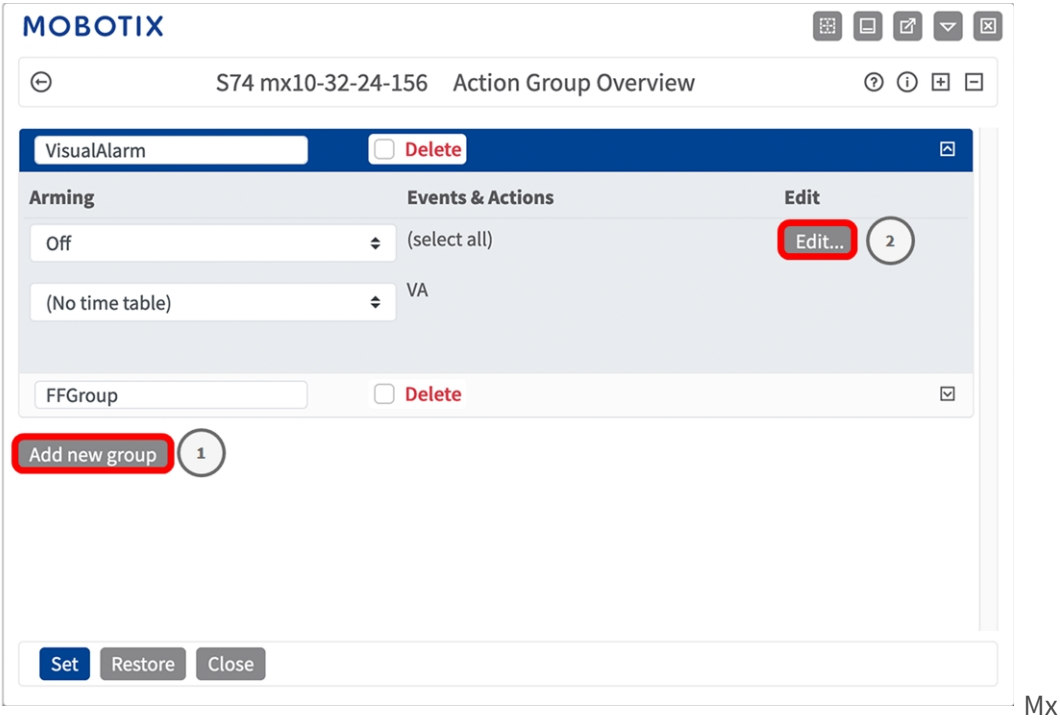 MOBOTIX
S74 mx10-32-24-156 Action Group Overview
VisualAlarm Delete
Arming Events & Actions Edit
Off (select all) Edit... 2
(No time table) VA
FFGroup Delete
Add new group 1
Set Restore Close
Mx